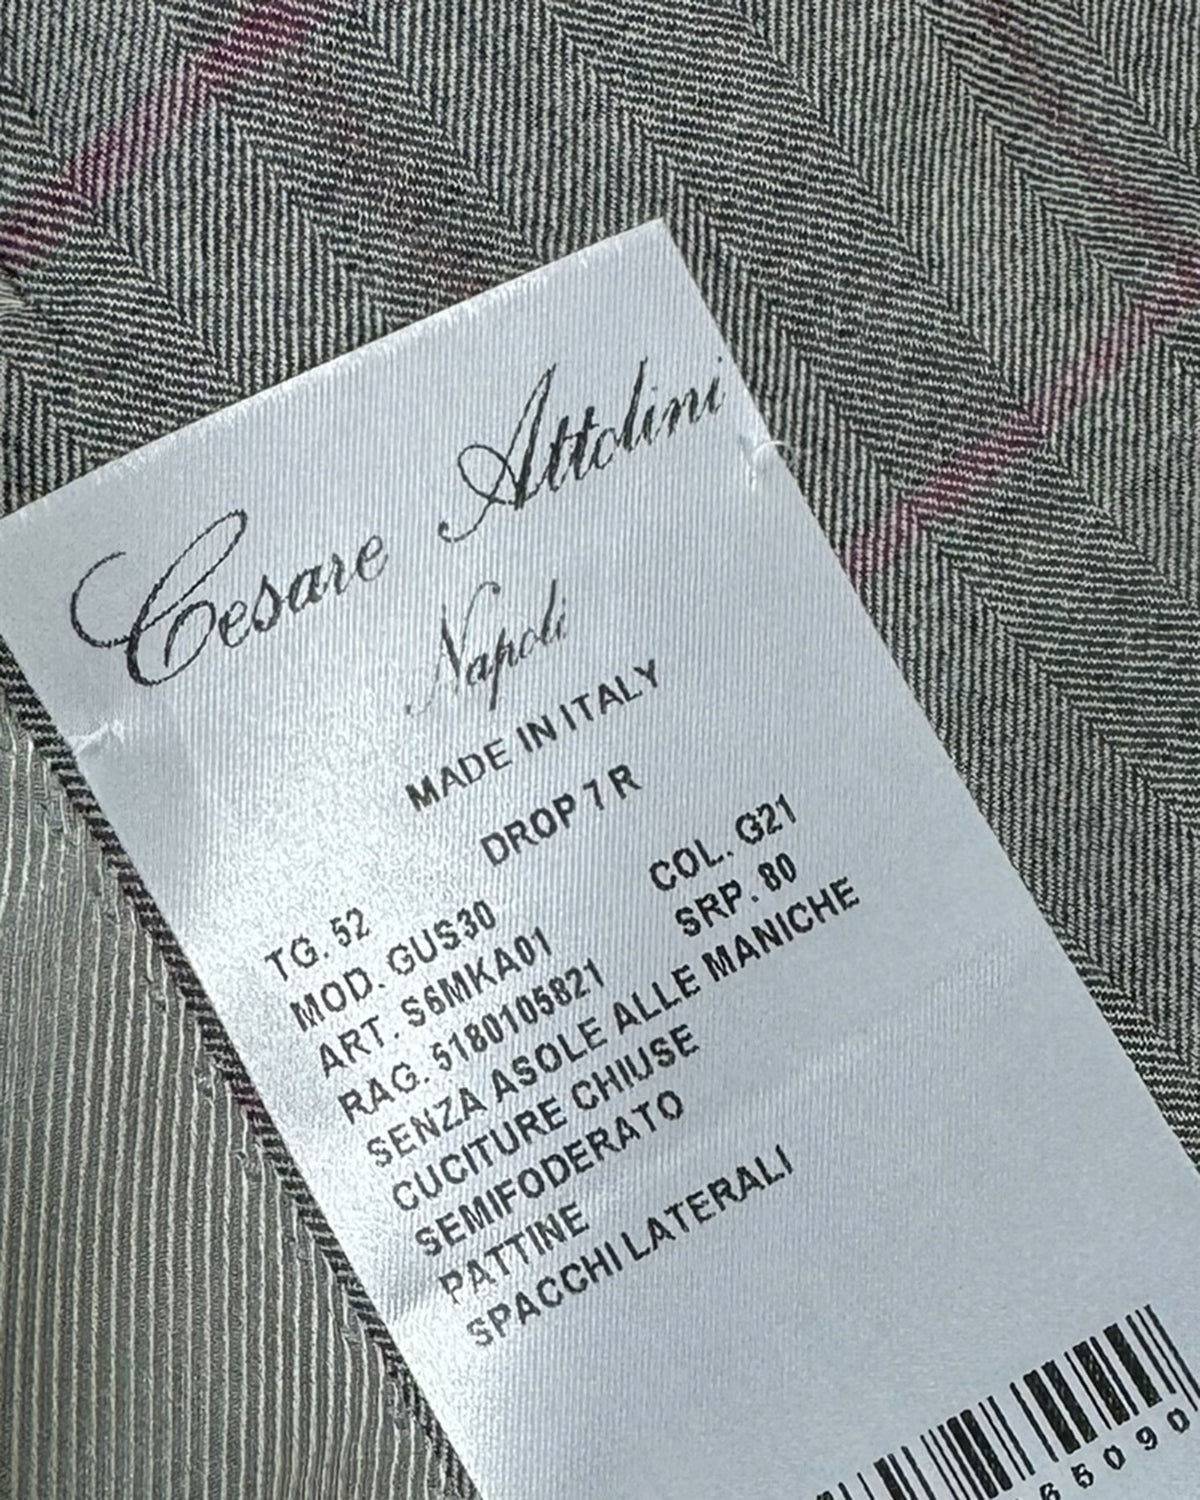 Cesare Attolini
Napoli
MADE IN ITALY
DROP 7 R
TG. 52
MOD. GUS30 COL. G21
ART. S6MKA01 SRP. 80
RAG. 5180105821
SENZA ASOLE ALLE MANICHE
CUCITURE CHIUSE
SEMIFODERATO
PATTINE
SPACCHI LATERALI
5090